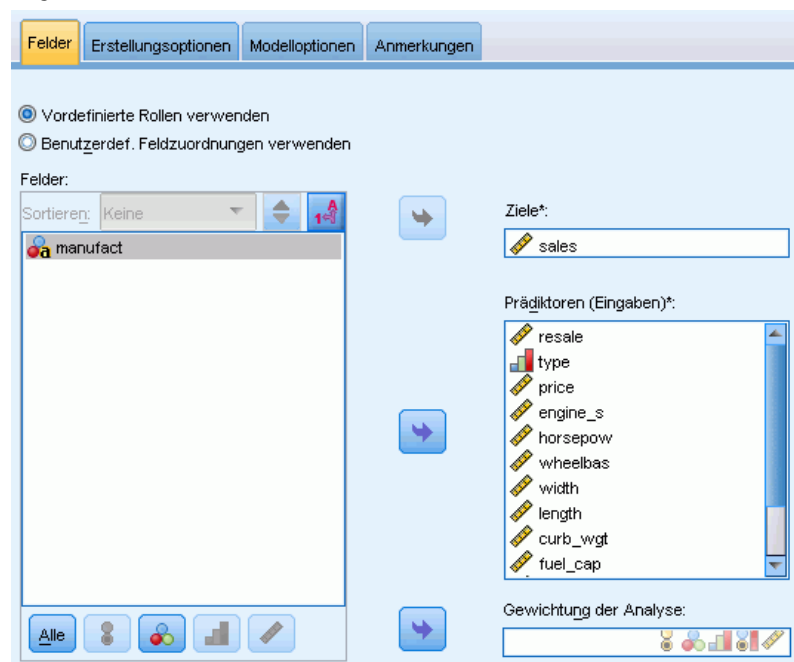 Felder Erstellungsoptionen Modelloptionen Anmerkungen
Vordefinierte Rollen verwenden
Benutzerdef. Feldzuordnungen verwenden
Felder:
Sortieren: Keine
manufact
Alle
Ziele*:
sales
Prädiktoren (Eingaben)*:
resale
type
price
engine_s
horsepow
wheelbas
width
length
curb_wgt
fuel_cap
Gewichtung der Analyse: